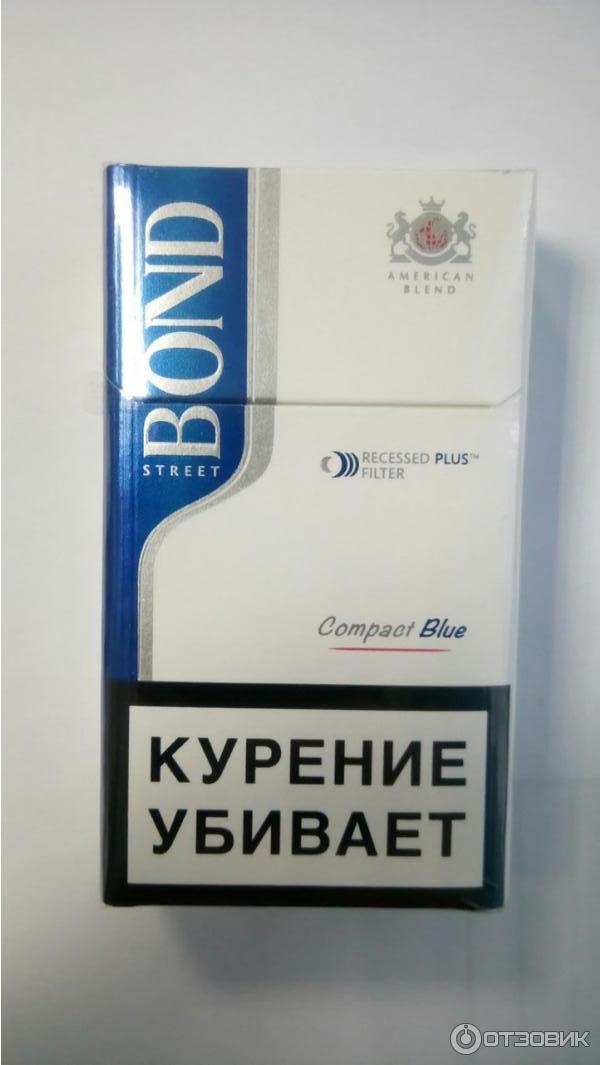 BOND
STREET
AMERICAN
BLEND
RECESSED PLUS™
FILTER
Compact Blue
КУРЕНИЕ
УБИВАЕТ
ОТЗОВИК